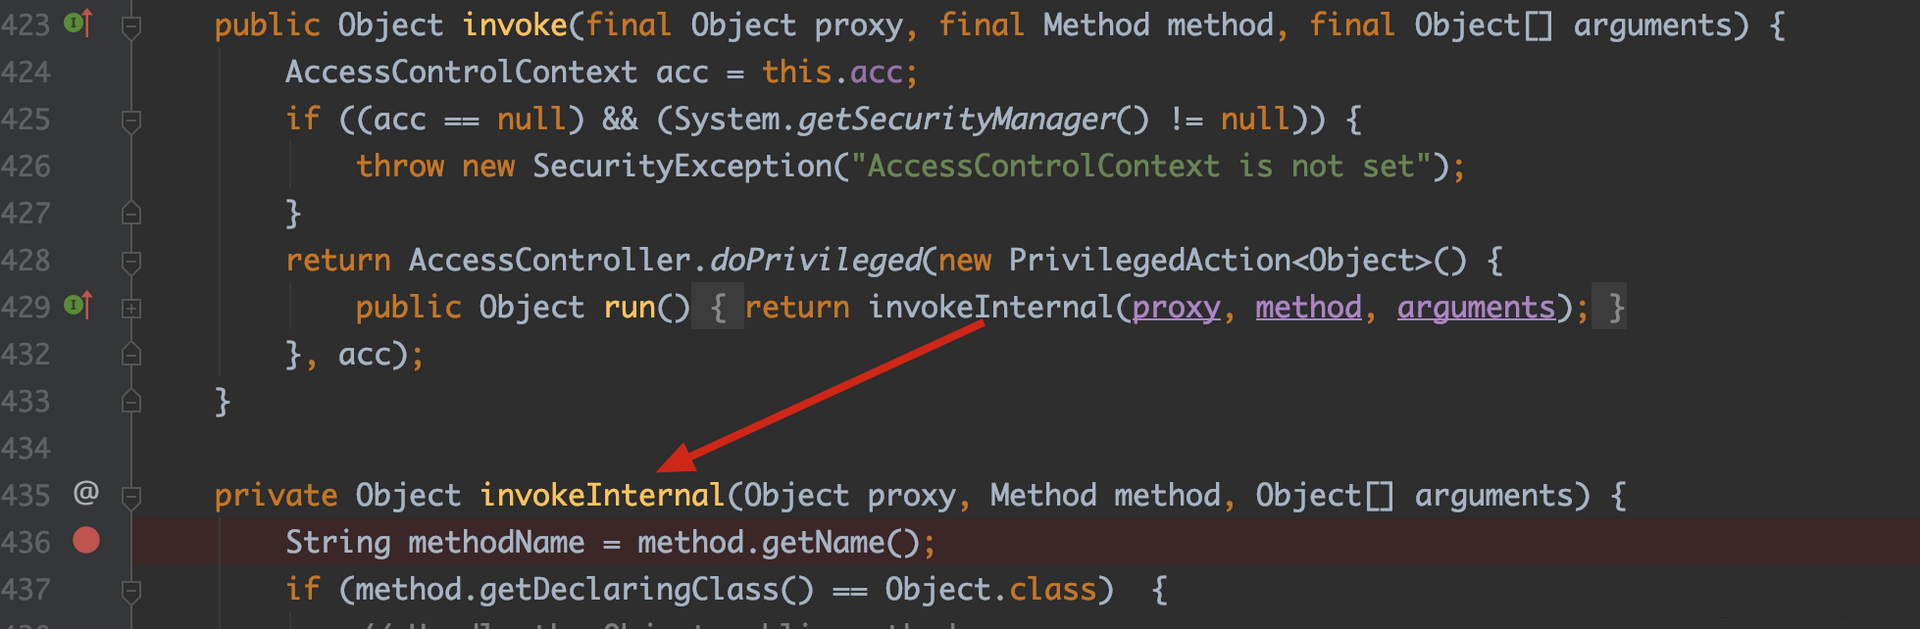 423 public Object invoke(final Object proxy, final Method method, final Object[] arguments) {
424 AccessControlContext acc = this.acc;
425 if ((acc == null) && (System.getSecurityManager() != null)) {
426 throw new SecurityException("AccessControlContext is not set");
427 }
428 return AccessController.doPrivileged(new PrivilegedAction<Object>() {
429 public Object run() { return invokeInternal(proxy, method, arguments); }
432 }, acc);
433 }
434
435 @ private Object invokeInternal(Object proxy, Method method, Object[] arguments) {
436 String methodName = method.getName();
437 if (method.getDeclaringClass() == Object.class) {